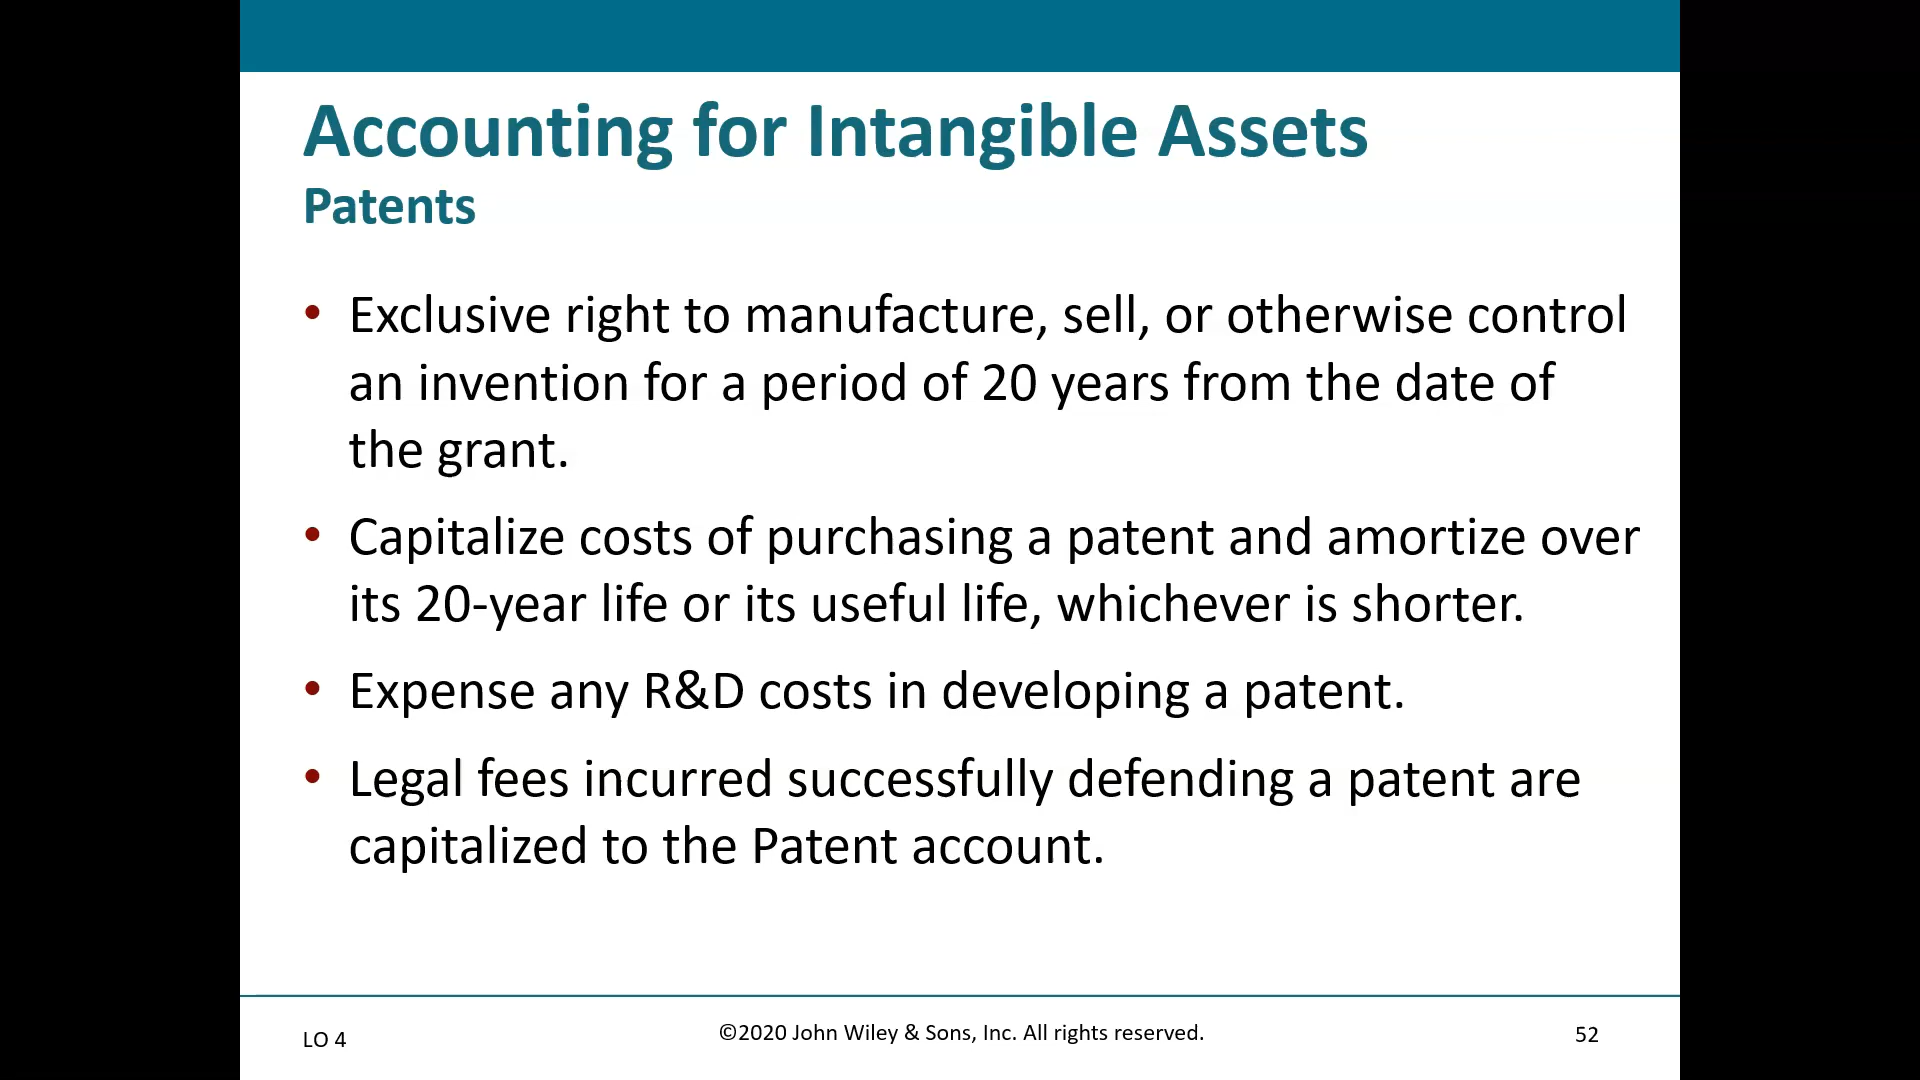 Accounting for Intangible Assets
Patents
• Exclusive right to manufacture, sell, or otherwise control
an invention for a period of 20 years from the date of
the grant.
• Capitalize costs of purchasing a patent and amortize over
its 20-year life or its useful life, whichever is shorter.
• Expense any R&D costs in developing a patent.
• Legal fees incurred successfully defending a patent are
capitalized to the Patent account.
LO 4
©2020 John Wiley & Sons, Inc. All rights reserved.
52